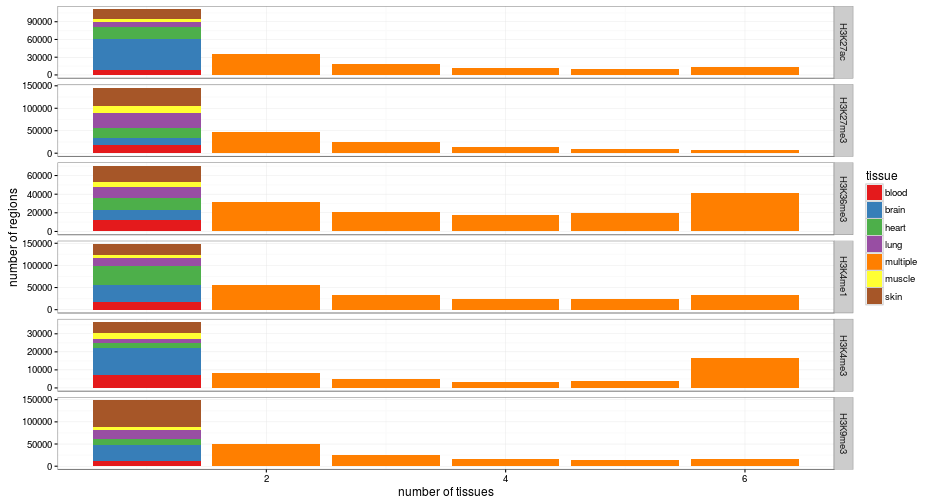 number of regions
90000
60000
30000
0
H3K27ac
150000
100000
50000
0
H3K27me3
60000
40000
20000
0
H3K36me3
150000
100000
50000
0
H3K4me1
30000
20000
10000
0
H3K4me3
150000
100000
50000
0
H3K9me3
2 4 6
number of tissues
tissue
blood
brain
heart
lung
multiple
muscle
skin